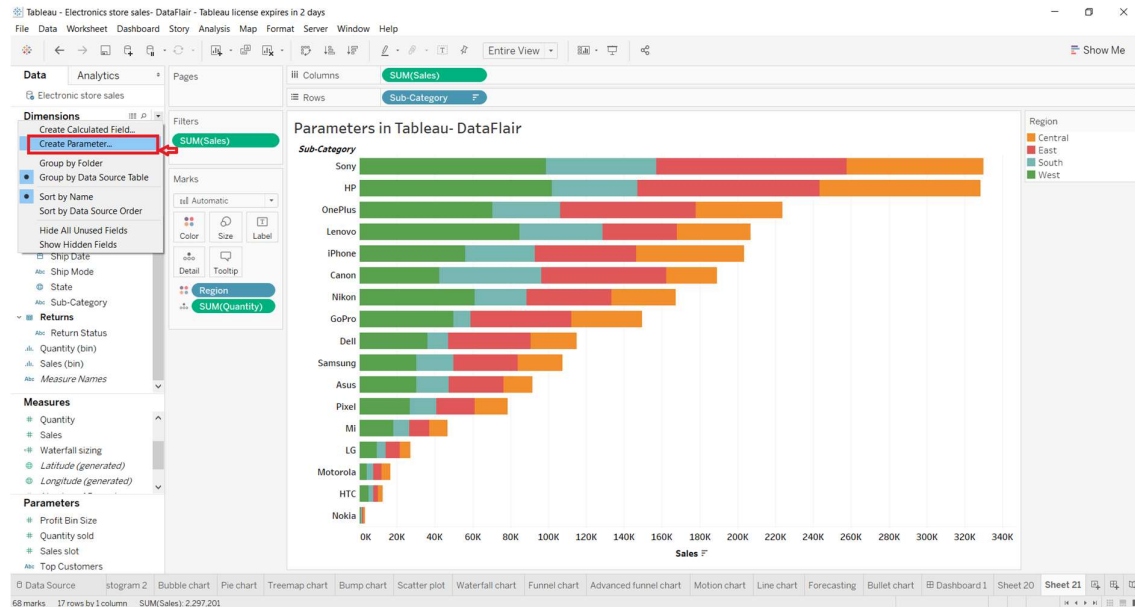 Tableau - Electronics store sales- DataFlair - Tableau license expires in 2 days
File Data Worksheet Dashboard Story Analysis Map Format Server Window Help
Entire View
Show Me
Data Analytics
Electronic store sales
Dimensions
Create Calculated Field...
Create Parameter...
Group by Folder
Group by Data Source Table
Sort by Name
Sort by Data Source Order
Hide All Unused Fields
Show Hidden Fields
Ship Date
Abc Ship Mode
State
Abc Sub-Category
Returns
Abc Return Status
Quantity (bin)
Sales (bin)
Abc Measure Names
Measures
# Quantity
# Sales
=# Waterfall sizing
Latitude (generated)
Longitude (generated)
Parameters
# Profit Bin Size
# Quantity sold
# Sales slot
Abc Top Customers
Pages
Filters
SUM(Sales)
Marks
Automatic
Color Size Label
Detail Tooltip
Region
SUM(Quantity)
Columns SUM(Sales)
Rows Sub-Category
Parameters in Tableau- DataFlair
Sub-Category
Sony
HP
OnePlus
Lenovo
iPhone
Canon
Nikon
GoPro
Dell
Samsung
Asus
Pixel
Mi
LG
Motorola
HTC
Nokia
0K 20K 40K 60K 80K 100K 120K 140K 160K 180K 200K 220K 240K 260K 280K 300K 320K 340K
Sales
Region
Central
East
South
West
Data Source stogram 2 Bubble chart Pie chart Treemap chart Bump chart Scatter plot Waterfall chart Funnel chart Advanced funnel chart Motion chart Line chart Forecasting Bullet chart Dashboard 1 Sheet 20 Sheet 21
68 marks 17 rows by 1 column SUM(Sales): 2,297,201